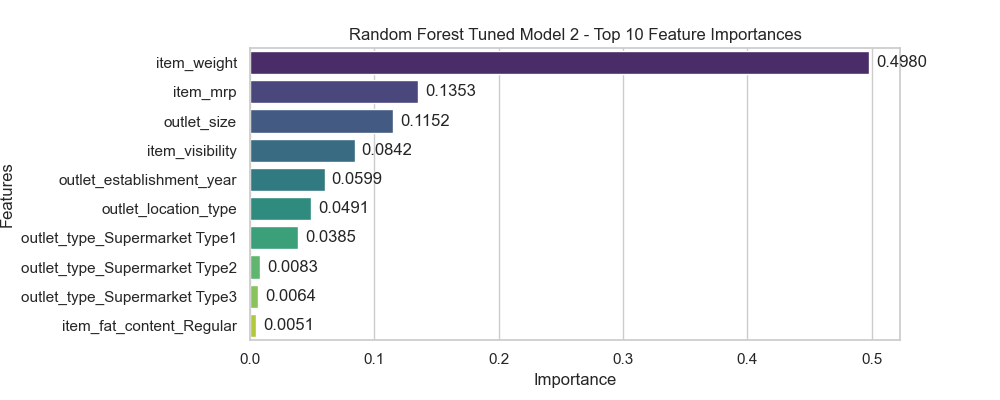 Random Forest Tuned Model 2 - Top 10 Feature Importances
Features
item_weight 0.4980
item_mrp 0.1353
outlet_size 0.1152
item_visibility 0.0842
outlet_establishment_year 0.0599
outlet_location_type 0.0491
outlet_type_Supermarket Type1 0.0385
outlet_type_Supermarket Type2 0.0083
outlet_type_Supermarket Type3 0.0064
item_fat_content_Regular 0.0051
0.0 0.1 0.2 0.3 0.4 0.5
Importance